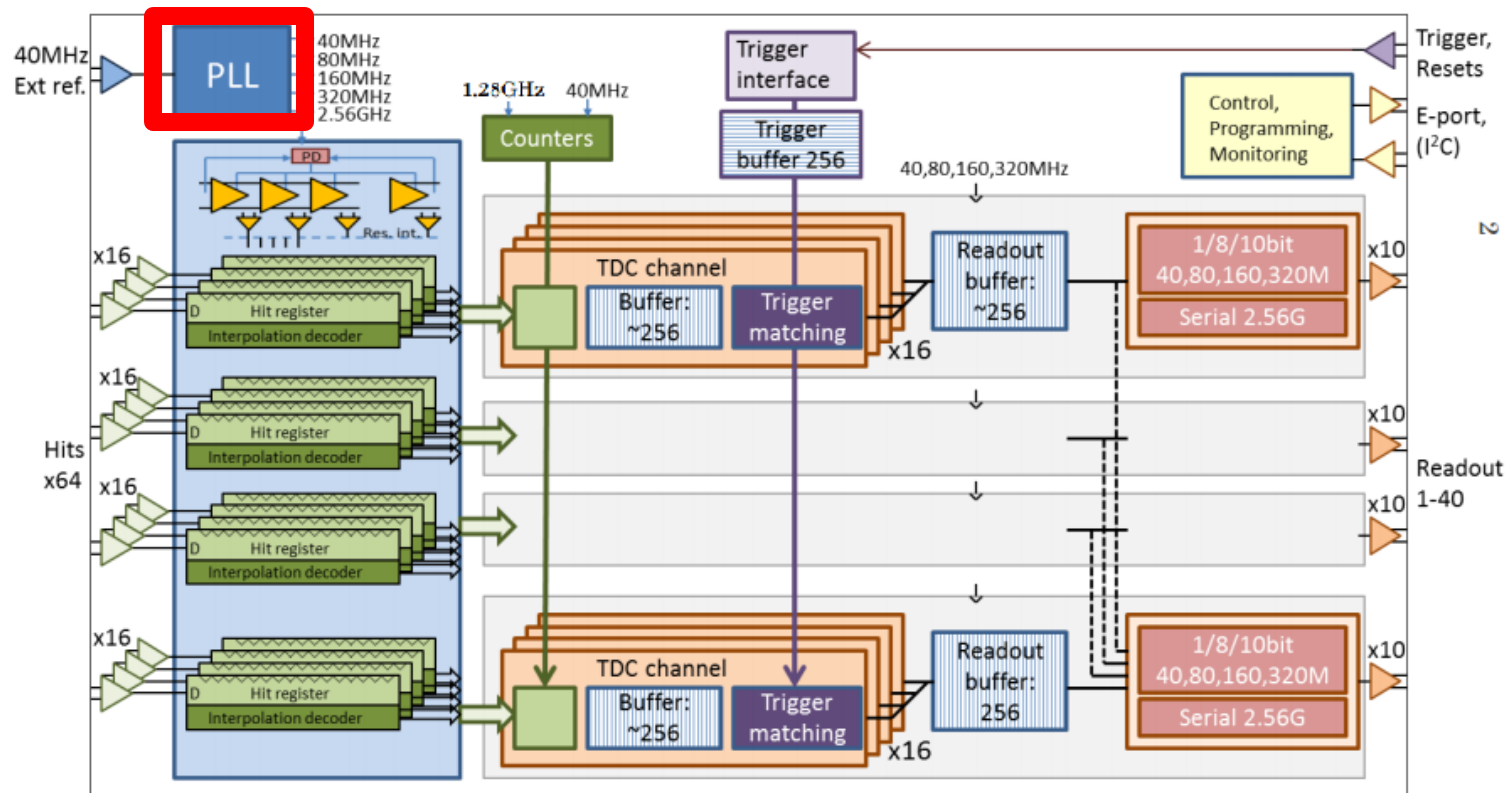 40MHz
Ext ref.
PLL
40MHz
80MHz
160MHz
320MHz
2.56GHz
1.28GHz
40MHz
Counters
Trigger
interface
Trigger
buffer 256
Trigger,
Resets
Control,
Programming,
Monitoring
E-port,
(I²C)
2
PD
Res. int.
40,80,160,320MHz
x16
D
Hit register
Interpolation decoder
TDC channel
Buffer:
~256
Trigger
matching
x16
Readout
buffer:
~256
1/8/10bit
40,80,160,320M
Serial 2.56G
x10
x16
D
Hit register
Interpolation decoder
x10
Hits
x64
Readout
1-40
x16
D
Hit register
Interpolation decoder
x10
x16
D
Hit register
Interpolation decoder
TDC channel
Buffer:
~256
Trigger
matching
x16
Readout
buffer:
256
1/8/10bit
40,80,160,320M
Serial 2.56G
x10